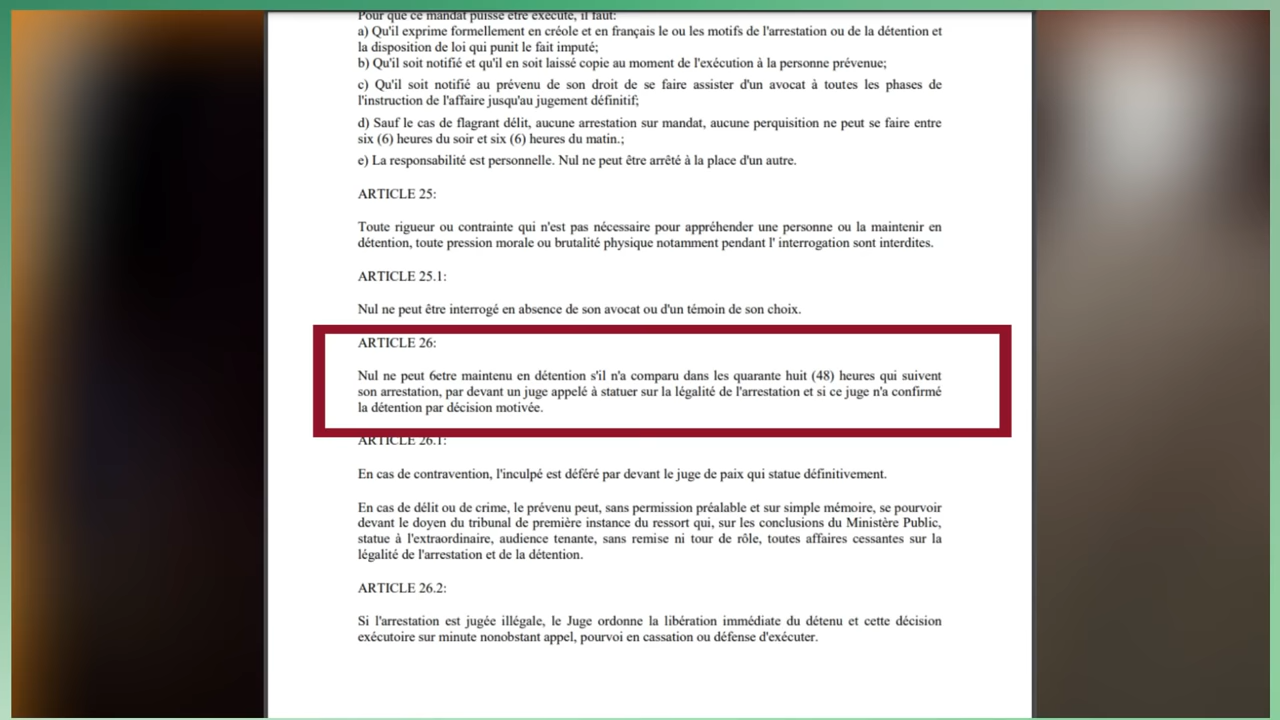 Pour que ce mandat puisse être exécuté, il faut:
a) Qu'il exprime formellement en créole et en français le ou les motifs de l'arrestation ou de la détention et
la disposition de loi qui punit le fait imputé;
b) Qu'il soit notifié et qu'il en soit laissé copie au moment de l'exécution à la personne prévenue;
c) Qu'il soit notifié au prévenu de son droit de se faire assister d'un avocat à toutes les phases de
l'instruction de l'affaire jusqu'au jugement définitif;
d) Sauf le cas de flagrant délit, aucune arrestation sur mandat, aucune perquisition ne peut se faire entre
six (6) heures du soir et six (6) heures du matin.;
e) La responsabilité est personnelle. Nul ne peut être arrêté à la place d'un autre.
ARTICLE 25:
Toute rigueur ou contrainte qui n'est pas nécessaire pour appréhender une personne ou la maintenir en
détention, toute pression morale ou brutalité physique notamment pendant l' interrogation sont interdites.
ARTICLE 25.1:
Nul ne peut être interrogé en absence de son avocat ou d'un témoin de son choix.
ARTICLE 26:
Nul ne peut 6etre maintenu en détention s'il n'a comparu dans les quarante huit (48) heures qui suivent
son arrestation, par devant un juge appelé à statuer sur la légalité de l'arrestation et si ce juge n'a confirmé
la détention par décision motivée.
ARTICLE 26.1:
En cas de contravention, l'inculpé est déféré par devant le juge de paix qui statue définitivement.
En cas de délit ou de crime, le prévenu peut, sans permission préalable et sur simple mémoire, se pourvoir
devant le doyen du tribunal de première instance du ressort qui, sur les conclusions du Ministère Public,
statue à l'extraordinaire, audience tenante, sans remise ni tour de rôle, toutes affaires cessantes sur la
légalité de l'arrestation et de la détention.
ARTICLE 26.2:
Si l'arrestation est jugée illégale, le Juge ordonne la libération immédiate du détenu et cette décision
exécutoire sur minute nonobstant appel, pourvoi en cassation ou défense d'exécuter.